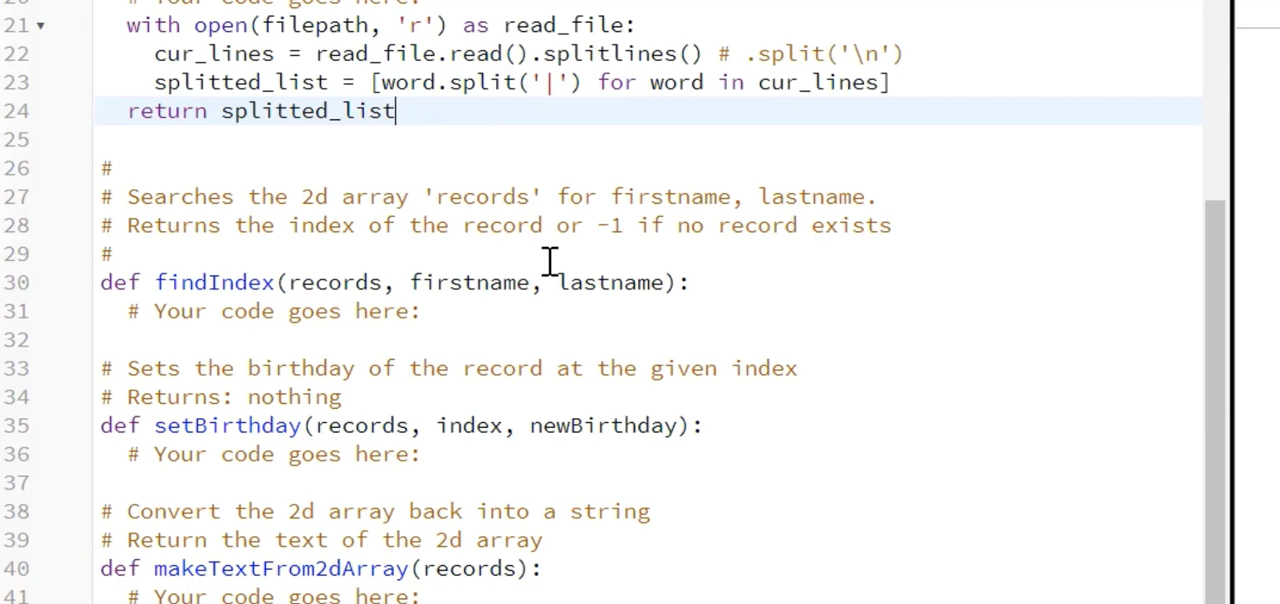 20 # Your code goes here:
21 with open(filepath, 'r') as read_file:
22 cur_lines = read_file.read().splitlines() # .split('\n')
23 splitted_list = [word.split('|') for word in cur_lines]
24 return splitted_list
25
26 #
27 # Searches the 2d array 'records' for firstname, lastname.
28 # Returns the index of the record or -1 if no record exists
29 #
30 def findIndex(records, firstname, lastname):
31 # Your code goes here:
32
33 # Sets the birthday of the record at the given index
34 # Returns: nothing
35 def setBirthday(records, index, newBirthday):
36 # Your code goes here:
37
38 # Convert the 2d array back into a string
39 # Return the text of the 2d array
40 def makeTextFrom2dArray(records):
41 # Your code goes here: